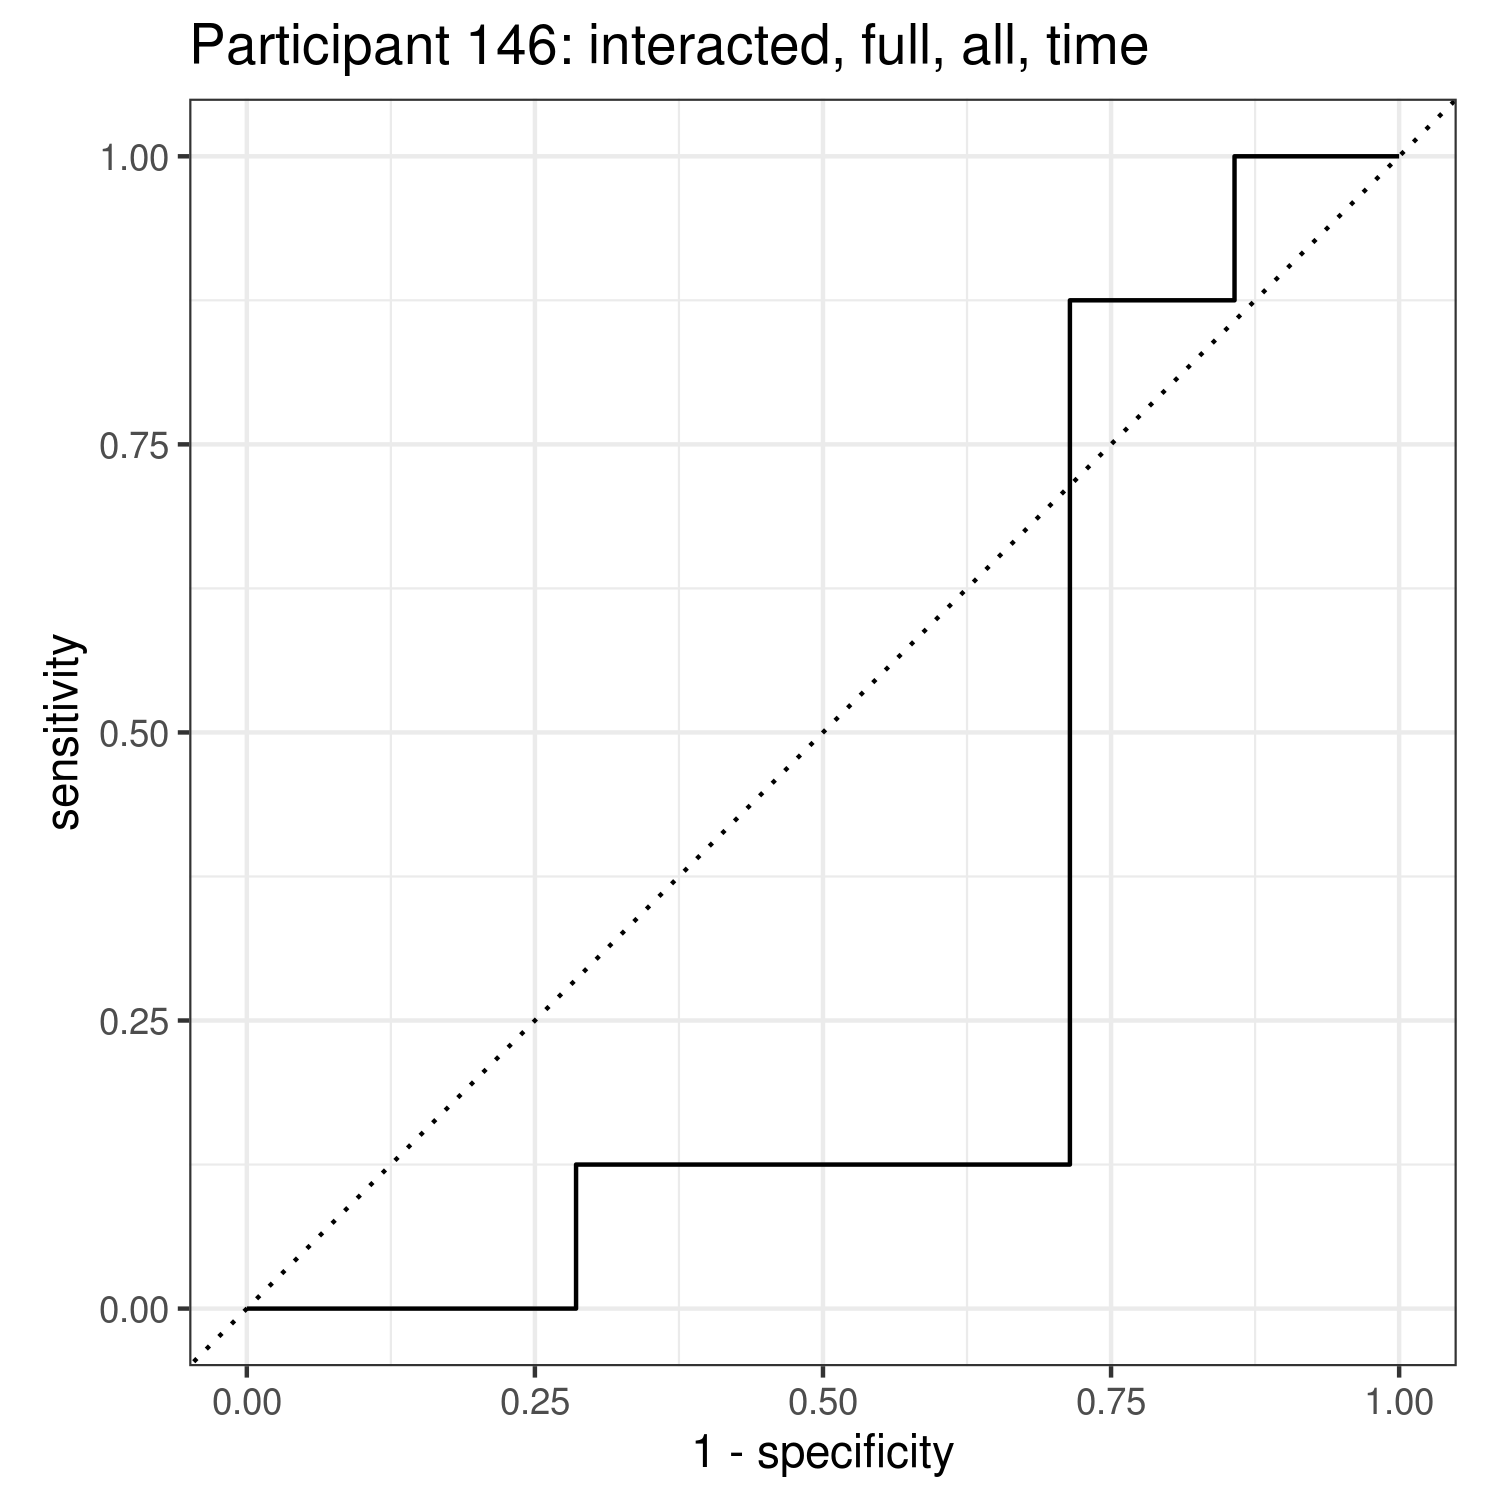 Participant 146: interacted, full, all, time
1.00
0.75
0.50
0.25
0.00
sensitivity
0.00 0.25 0.50 0.75 1.00
1 - specificity